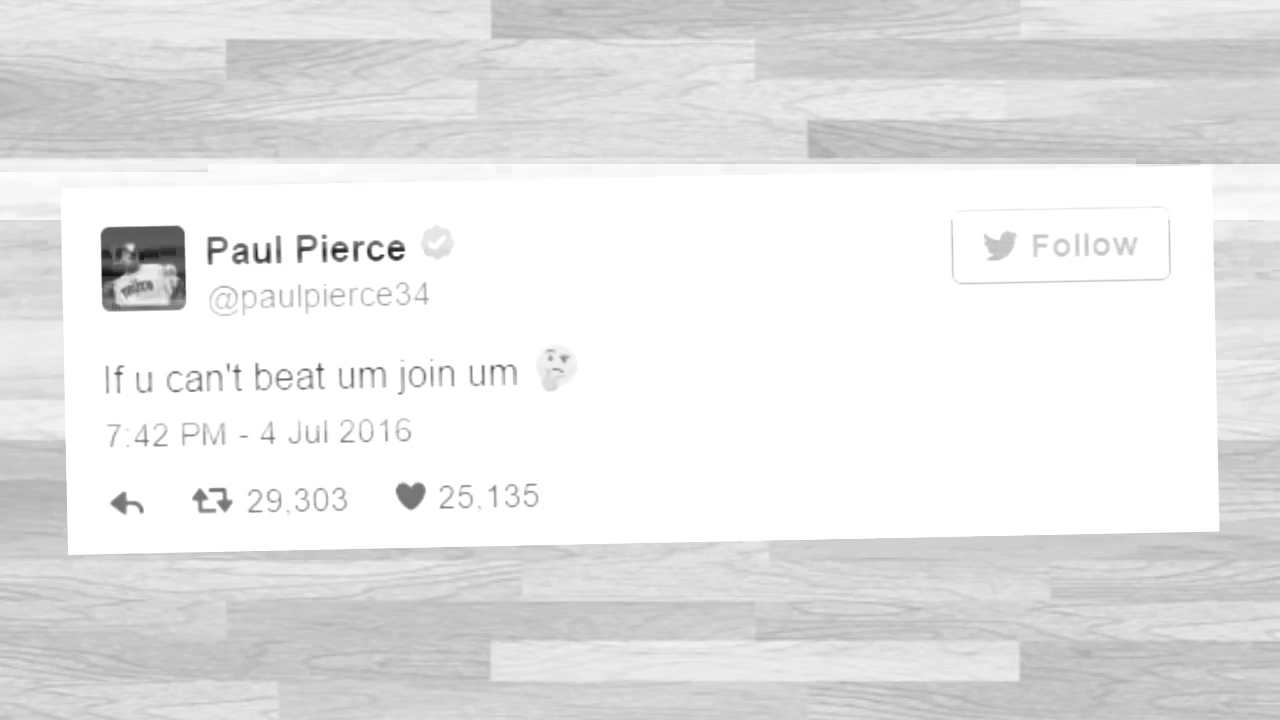 Paul Pierce
@paulpierce34
Follow
If u can't beat um join um 🤔
7:42 PM - 4 Jul 2016
29,303 25,135